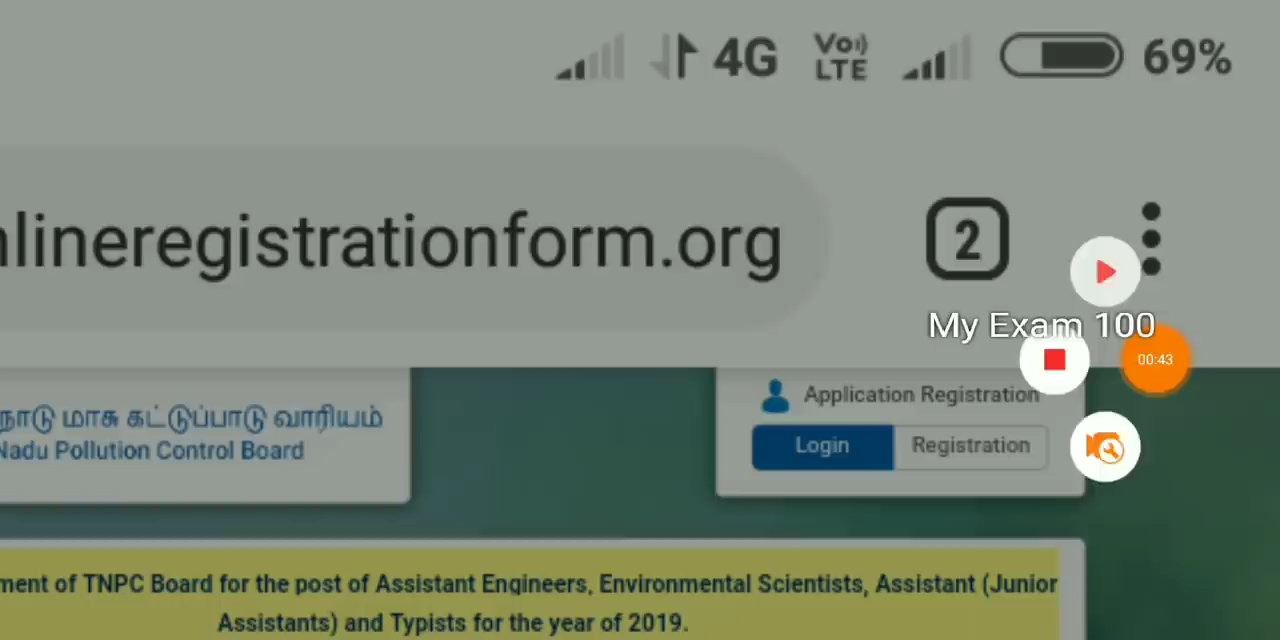 4G
Vo))
LTE
69%
nlineregistrationform.org
2
My Exam 100
00:43
நாடு மாசு கட்டுப்பாடு வாரியம்
Nadu Pollution Control Board
Application Registration
Login
Registration
ment of TNPC Board for the post of Assistant Engineers, Environmental Scientists, Assistant (Junior
Assistants) and Typists for the year of 2019.